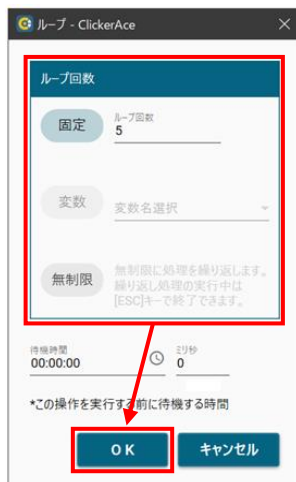 ループ - ClickerAce
ループ回数
固定
ループ回数
5
変数
変数名選択
無制限
無制限に処理を繰り返します。
繰り返し処理の実行中は
[ESC]キーで終了できます。
待機時間
00:00:00
ミリ秒
0
*この操作を実行する前に待機する時間
OK
キャンセル